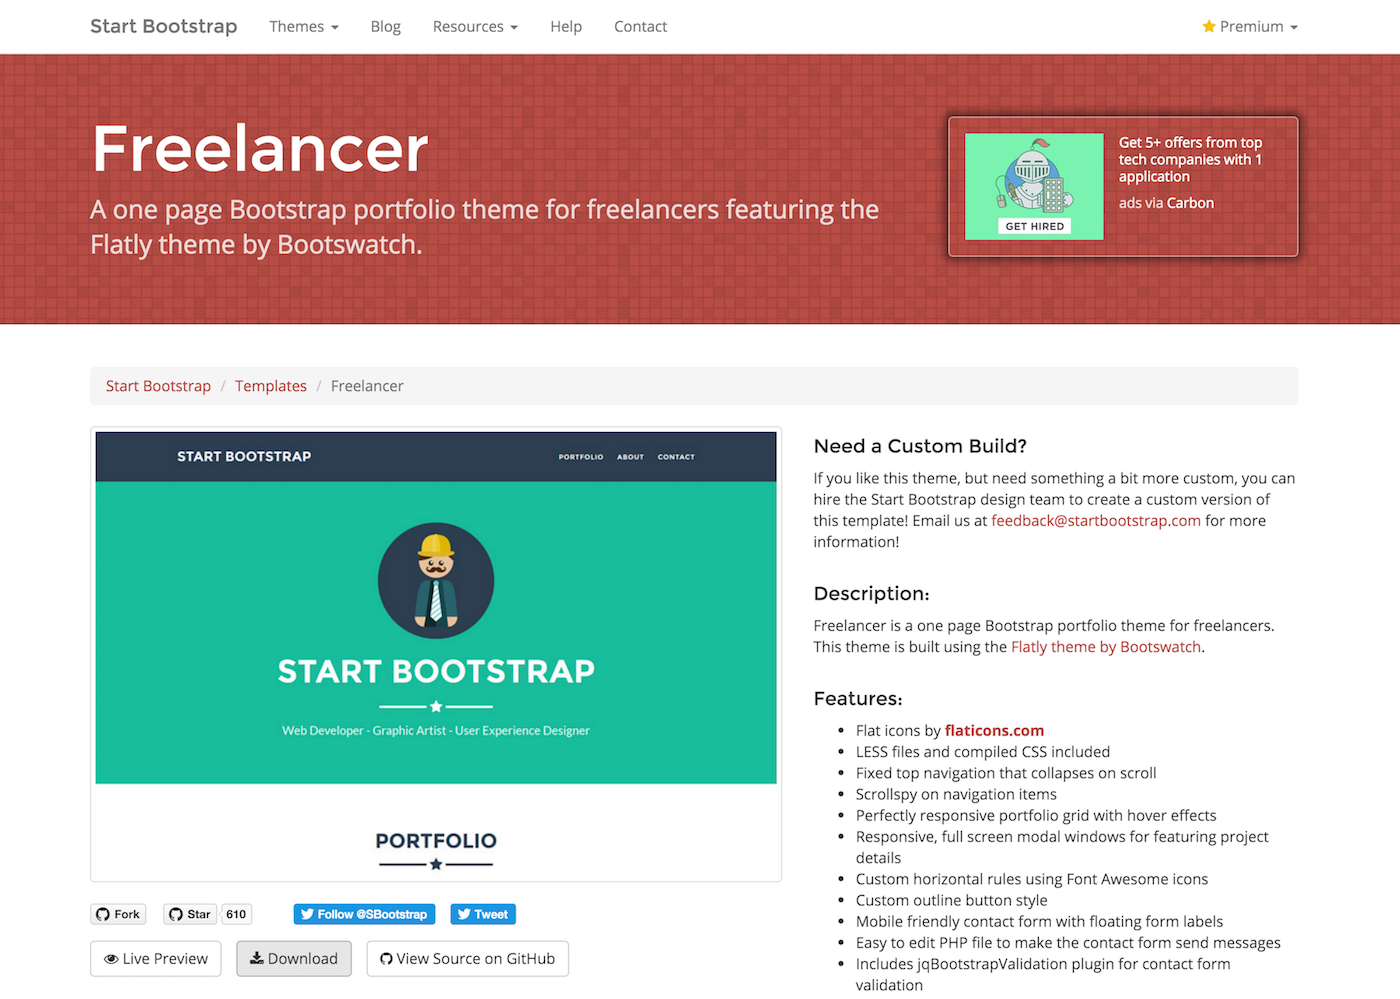 Start Bootstrap Themes Blog Resources Help Contact Premium
Freelancer
A one page Bootstrap portfolio theme for freelancers featuring the
Flatly theme by Bootswatch.
GET HIRED
Get 5+ offers from top
tech companies with 1
application
ads via Carbon
Start Bootstrap / Templates / Freelancer
START BOOTSTRAP PORTFOLIO ABOUT CONTACT
START BOOTSTRAP
Web Developer - Graphic Artist - User Experience Designer
PORTFOLIO
Fork Star 610 Follow @SBootstrap Tweet
Live Preview Download View Source on GitHub
Need a Custom Build?
If you like this theme, but need something a bit more custom, you can
hire the Start Bootstrap design team to create a custom version of
this template! Email us at feedback@startbootstrap.com for more
information!
Description:
Freelancer is a one page Bootstrap portfolio theme for freelancers.
This theme is built using the Flatly theme by Bootswatch.
Features:
• Flat icons by flaticons.com
• LESS files and compiled CSS included
• Fixed top navigation that collapses on scroll
• Scrollspy on navigation items
• Perfectly responsive portfolio grid with hover effects
• Responsive, full screen modal windows for featuring project
details
• Custom horizontal rules using Font Awesome icons
• Custom outline button style
• Mobile friendly contact form with floating form labels
• Easy to edit PHP file to make the contact form send messages
• Includes jqBootstrapValidation plugin for contact form
validation